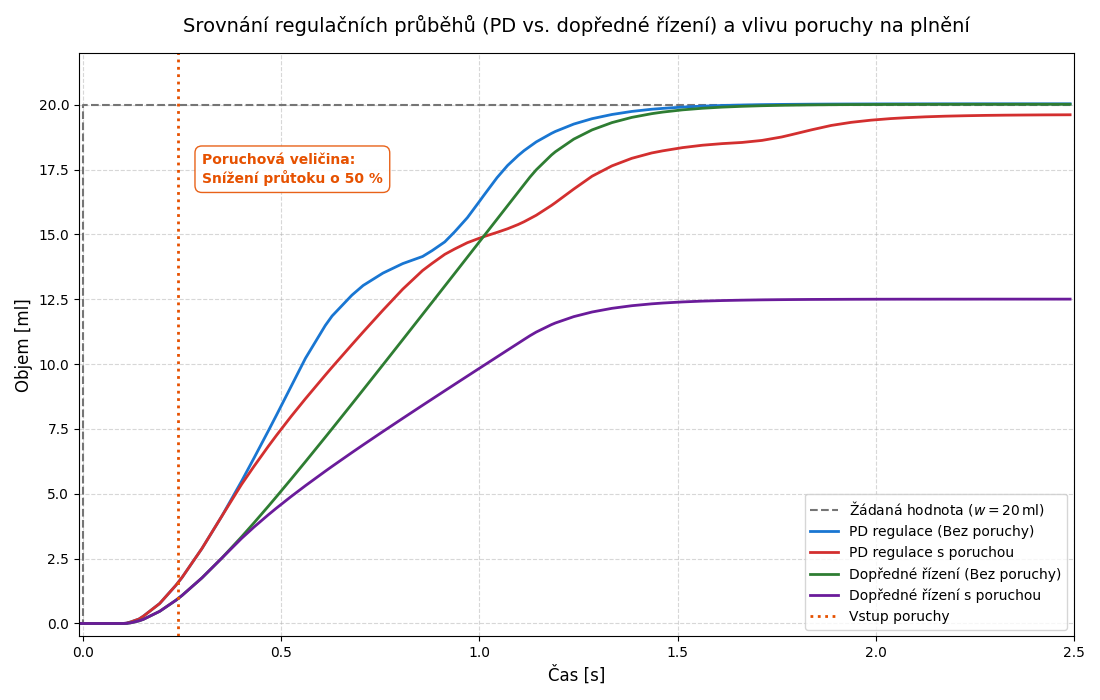 Srovnání regulačních průběhů (PD vs. dopředné řízení) a vlivu poruchy na plnění
Objem [ml]
20.0
17.5
15.0
12.5
10.0
7.5
5.0
2.5
0.0
Poruchová veličina:
Snížení průtoku o 50 %
Žádaná hodnota (w = 20 ml)
PD regulace (Bez poruchy)
PD regulace s poruchou
Dopředné řízení (Bez poruchy)
Dopředné řízení s poruchou
Vstup poruchy
0.0 0.5 1.0 1.5 2.0 2.5
Čas [s]